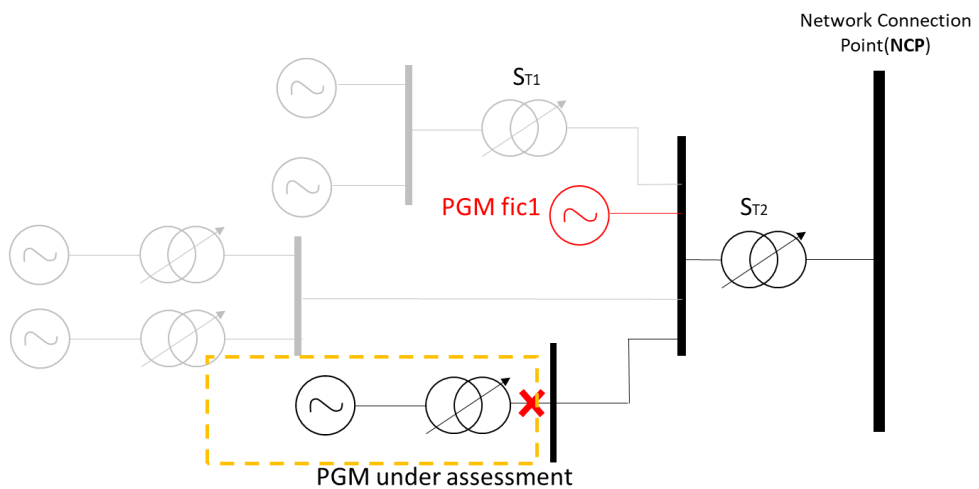 Network Connection
Point(NCP)
ST1
PGM fic1
ST2
PGM under assessment